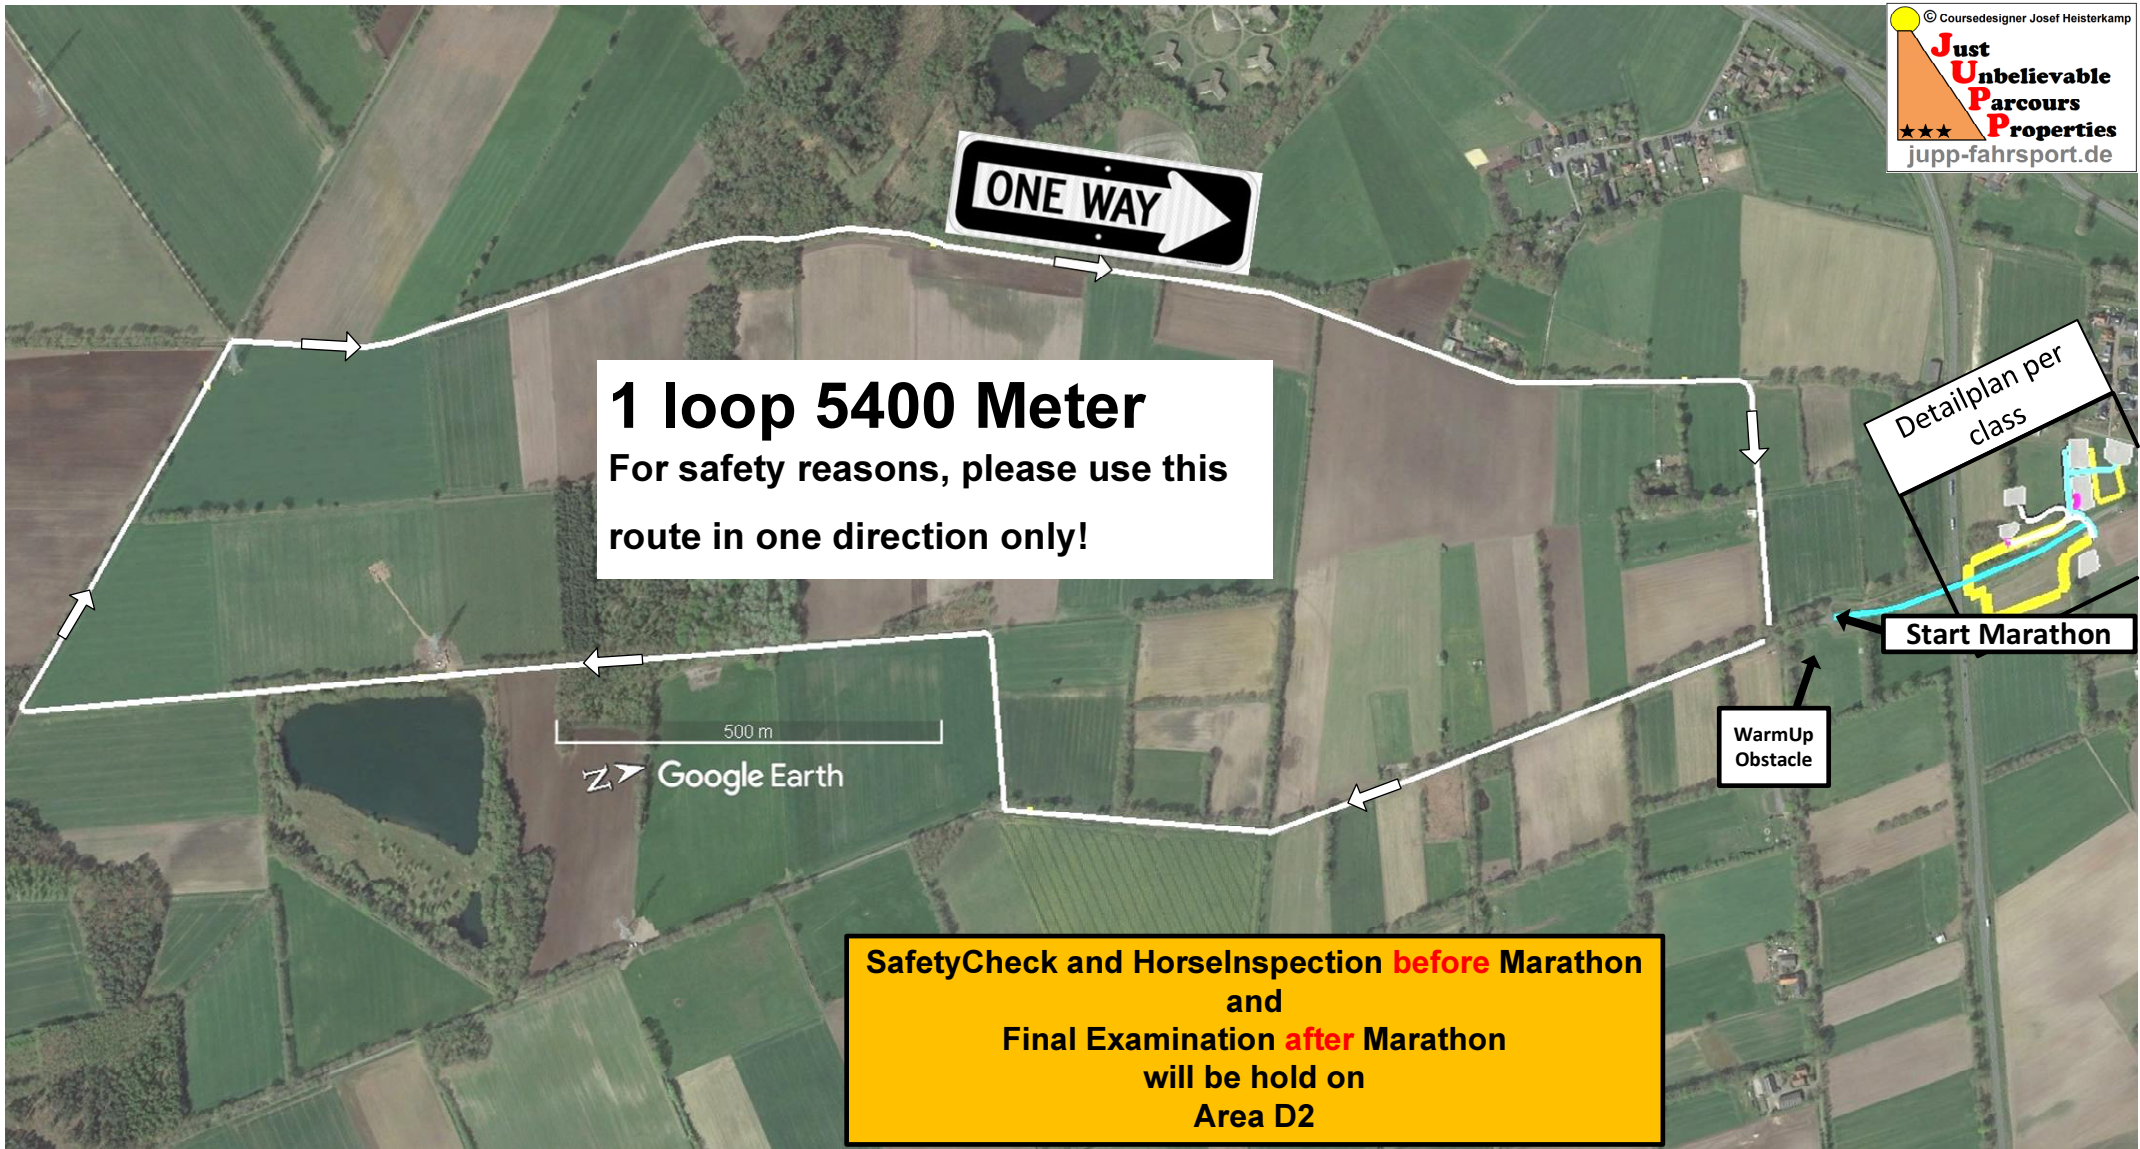 © Coursedesigner Josef Heisterkamp
Just
Unbelievable
Parcours
Properties
★★★
jupp-fahrsport.de
ONE WAY
Detailplan per
class
1 loop 5400 Meter
For safety reasons, please use this
route in one direction only!
Start Marathon
WarmUp
Obstacle
500 m
Z
Google Earth
SafetyCheck and HorseInspection before Marathon
and
Final Examination after Marathon
will be hold on
Area D2